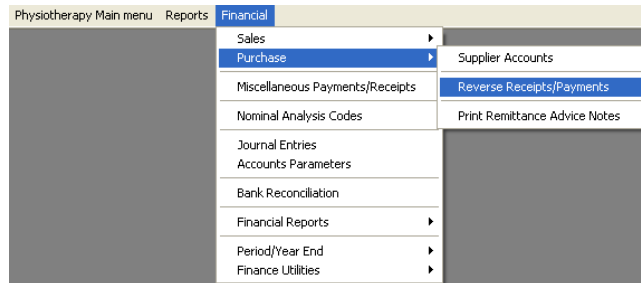 Physiotherapy Main menu Reports Financial
Sales
Purchase
Supplier Accounts
Reverse Receipts/Payments
Print Remittance Advice Notes
Miscellaneous Payments/Receipts
Nominal Analysis Codes
Journal Entries
Accounts Parameters
Bank Reconciliation
Financial Reports
Period/Year End
Finance Utilities